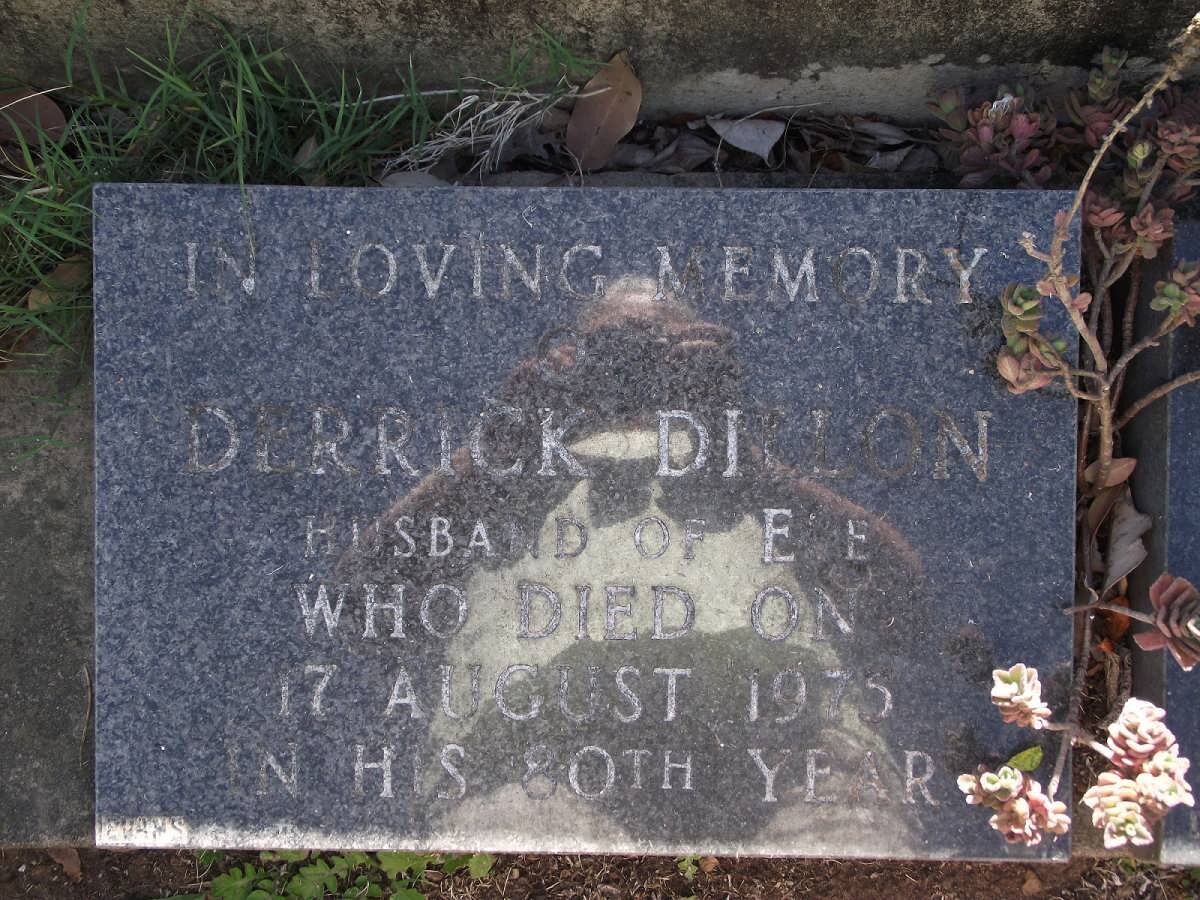 IN LOVING MEMORY
DERRICK DILLON
HUSBAND OF
WHO DIED ON
17 AUGUST 1975
IN HIS 80TH YEAR